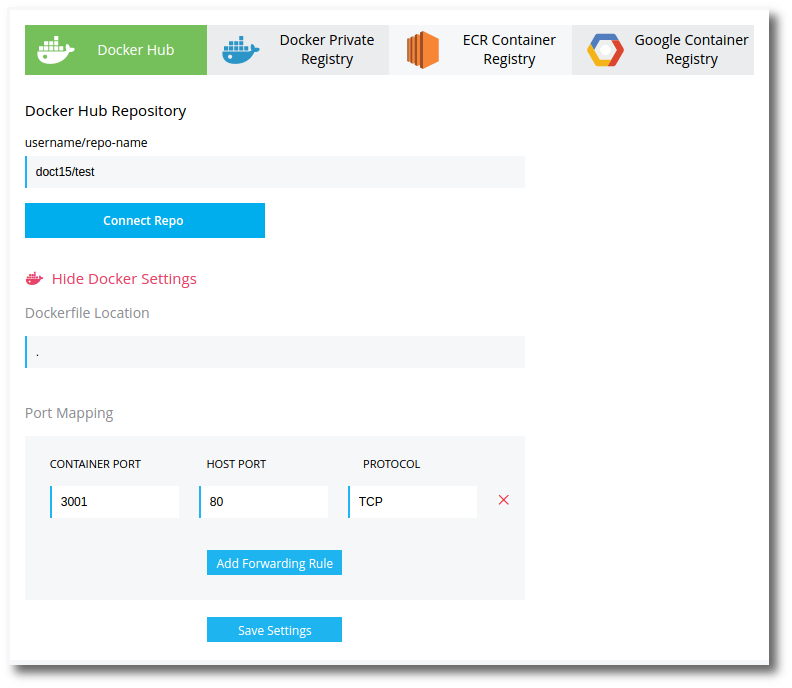 Docker Hub
Docker Private
Registry
ECR Container
Registry
Google Container
Registry
Docker Hub Repository
username/repo-name
doct15/test
Connect Repo
Hide Docker Settings
Dockerfile Location
.
Port Mapping
CONTAINER PORT HOST PORT PROTOCOL
3001 80 TCP
Add Forwarding Rule
Save Settings